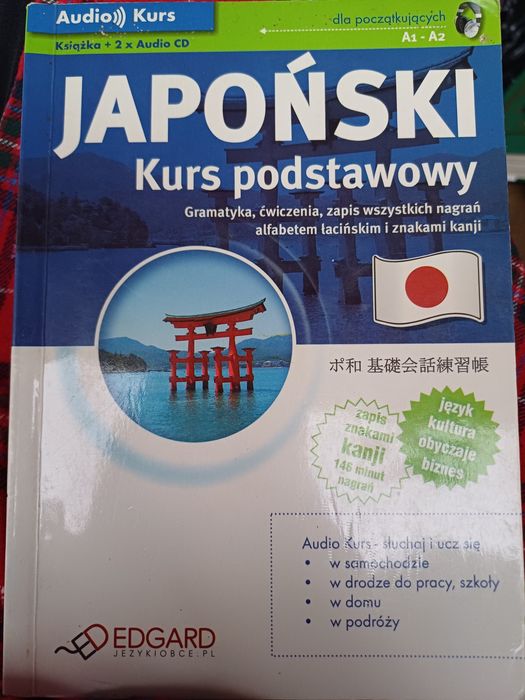 Audio Kurs
Książka + 2 x Audio CD
dla początkujących
A1 - A2
JAPOŃSKI
Kurs podstawowy
Gramatyka, ćwiczenia, zapis wszystkich nagrań
alfabetem łacińskim i znakami kanji
ポ和 基礎会話練習帳
zapis
znakami
kanji
146 minut
nagrań
język
kultura
obyczaje
biznes
Audio Kurs - słuchaj i ucz się
• w samochodzie
• w drodze do pracy, szkoły
• w domu
• w podróży
EDGARD
JEZYKIOBCE.PL